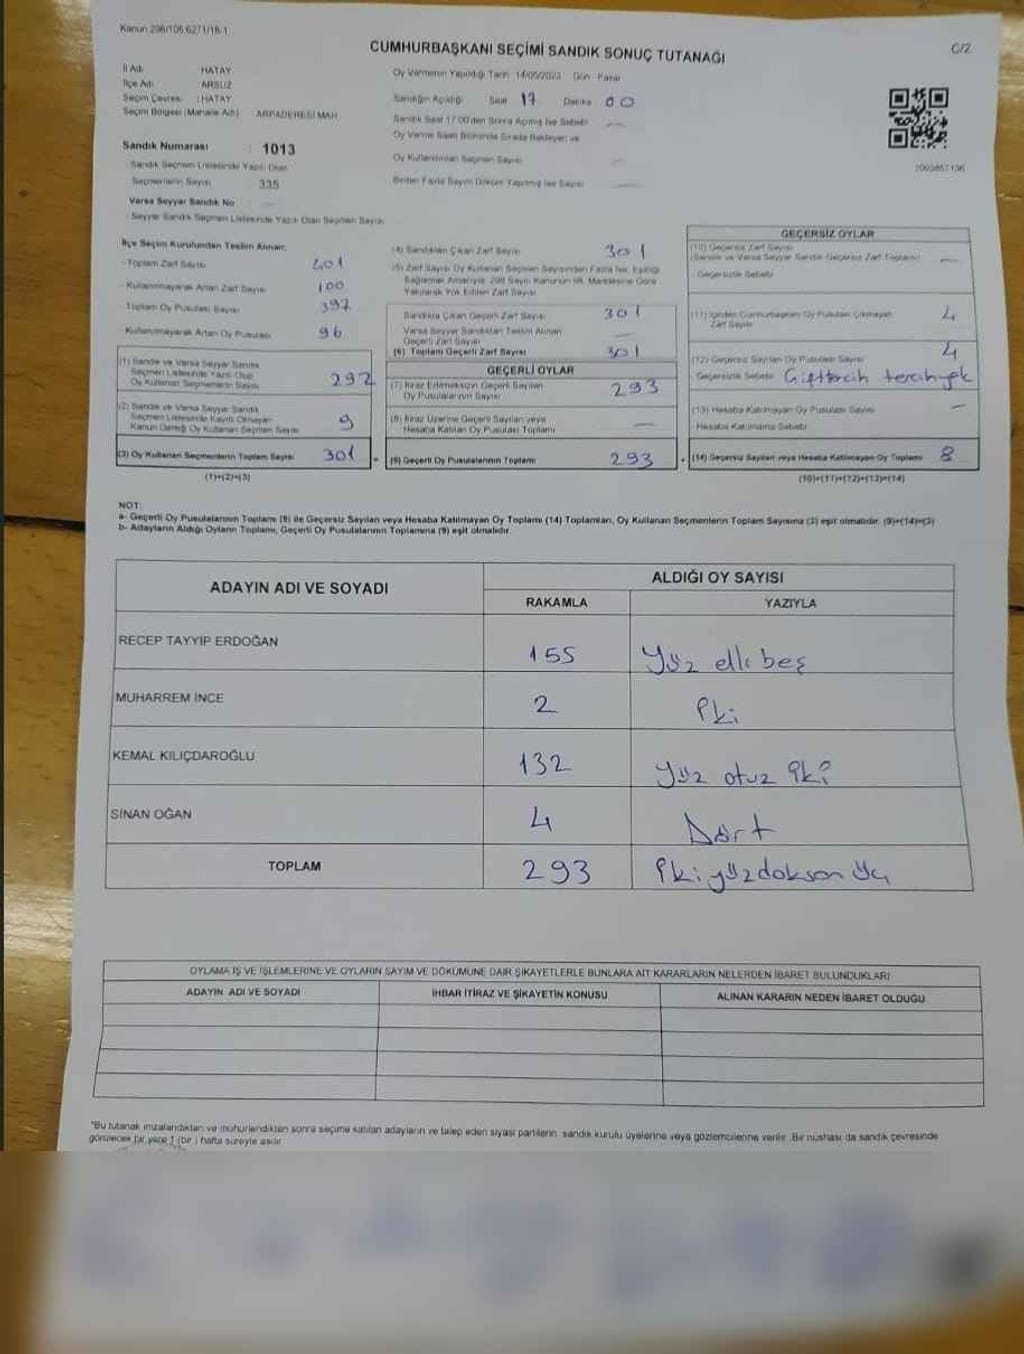 Kanun 298/106;6271/18-1
C/2
CUMHURBAŞKANI SEÇİMİ SANDIK SONUÇ TUTANAĞI
İl Adı HATAY
İlçe Adı ARSUZ
Seçim Çevresi : HATAY
Seçim Bölgesi (Mahalle Adı) ARPADERESİ MAH.
Oy Vermenin Yapıldığı Tarih 14/05/2023 Gün Pazar
Sandığın Açıldığı Saat 17 Dakika 00
Sandık Saat 17:00'den Sonra Açılmış İse Sebebi —
Oy Verme Saati Bitiminde Sırada Bekleyen ve
Oy Kullandırılan Seçmen Sayısı —
Birden Fazla Sayım Döküm Yapılmış İse Sayısı —
Sandık Numarası : 1013
Sandık Seçmen Listesinde Yazılı Olan
Seçmenlerin Sayısı 335
Varsa Seyyar Sandık No
Seyyar Sandık Seçmen Listesinde Yazılı Olan Seçmen Sayısı
İlçe Seçim Kurulundan Teslim Alınan;
- Toplam Zarf Sayısı 401
- Kullanılmayarak Artan Zarf Sayısı 100
- Toplam Oy Pusulası Sayısı 397
- Kullanılmayarak Artan Oy Pusulası 96
(1) Sandık ve Varsa Seyyar Sandık
Seçmen Listesinde Yazılı Olup
Oy Kullanan Seçmenlerin Sayısı 292
(2) Sandık ve Varsa Seyyar Sandık
Seçmen Listesinde Kayıtlı Olmayan
Kanun Gereği Oy Kullanan Seçmen Sayısı 9
(3) Oy Kullanan Seçmenlerin Toplam Sayısı 301
(1)+(2)=(3)
(4) Sandıktan Çıkan Zarf Sayısı 301
(5) Zarf Sayısı Oy Kullanan Seçmen Sayısından Fazla İse, Eşitliği
Sağlamak Amacıyla 298 Sayılı Kanunun 98. Maddesine Göre
Yakılarak Yok Edilen Zarf Sayısı
Sandıkta Çıkan Geçerli Zarf Sayısı 301
Varsa Seyyar Sandıktan Teslim Alınan
Geçerli Zarf Sayısı —
(6) Toplam Geçerli Zarf Sayısı 301
GEÇERLİ OYLAR
(7) İtiraz Edilmeksizin Geçerli Sayılan
Oy Pusulalarının Sayısı 293
(8) İtiraz Üzerine Geçerli Sayılan veya
Hesaba Katılan Oy Pusulası Toplamı —
(9) Geçerli Oy Pusulalarının Toplamı 293
GEÇERSİZ OYLAR
(10) Geçersiz Zarf Sayısı
(Sandık ve Varsa Seyyar Sandık Geçersiz Zarf Toplamı) —
- Geçersizlik Sebebi
(11) İçinden Cumhurbaşkanı Oy Pusulası Çıkmayan
Zarf Sayısı 4
(12) Geçersiz Sayılan Oy Pusulası Sayısı 4
- Geçersizlik Sebebi Çifttercih tercihyok
(13) Hesaba Katılmayan Oy Pusulası Sayısı —
- Hesaba Katılmama Sebebi
(14) Geçersiz Sayılan veya Hesaba Katılmayan Oy Toplamı 8
(10)+(11)+(12)+(13)=(14)
NOT:
a- Geçerli Oy Pusulalarının Toplamı (9) ile Geçersiz Sayılan veya Hesaba Katılmayan Oy Toplamı (14) Toplamları, Oy Kullanan Seçmenlerin Toplam Sayısına (3) eşit olmalıdır. (9)+(14)=(3)
b- Adayların Aldığı Oyların Toplamı, Geçerli Oy Pusulalarının Toplamına (9) eşit olmalıdır.
ADAYIN ADI VE SOYADI
ALDIĞI OY SAYISI
RAKAMLA YAZIYLA
RECEP TAYYIP ERDOĞAN 155 Yüz elli beş
MUHARREM İNCE 2 İki
KEMAL KILIÇDAROĞLU 132 Yüz otuz iki
SİNAN OĞAN 4 Dört
TOPLAM 293 İki yüz doksan üç
OYLAMA İŞ VE İŞLEMLERİNE VE OYLARIN SAYIM VE DÖKÜMÜNE DAİR ŞİKAYETLERLE BUNLARA AİT KARARLARIN NELERDEN İBARET BULUNDUKLARI
ADAYIN ADI VE SOYADI
İHBAR İTİRAZ VE ŞİKAYETİN KONUSU
ALINAN KARARIN NEDEN İBARET OLDUĞU
*Bu tutanak imzalandıktan ve mühürlendikten sonra seçime katılan adayların ve talep eden siyasi partilerin sandık kurulu üyelerine veya gözlemcilerine verilir. Bir nüshası da sandık çevresinde
görülecek bir yere 1 (bir) hafta süreyle asılır.